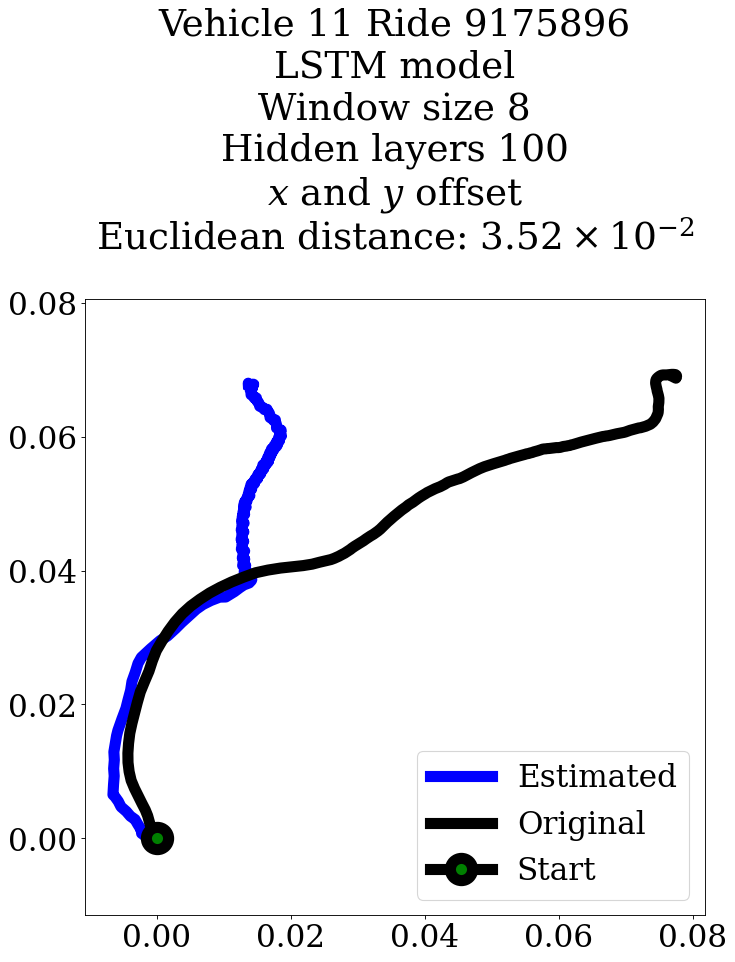 Vehicle 11 Ride 9175896
LSTM model
Window size 8
Hidden layers 100
x and y offset
Euclidean distance: 3.52 × 10⁻²
0.08
0.06
0.04
0.02
0.00
Estimated
Original
Start
0.00 0.02 0.04 0.06 0.08